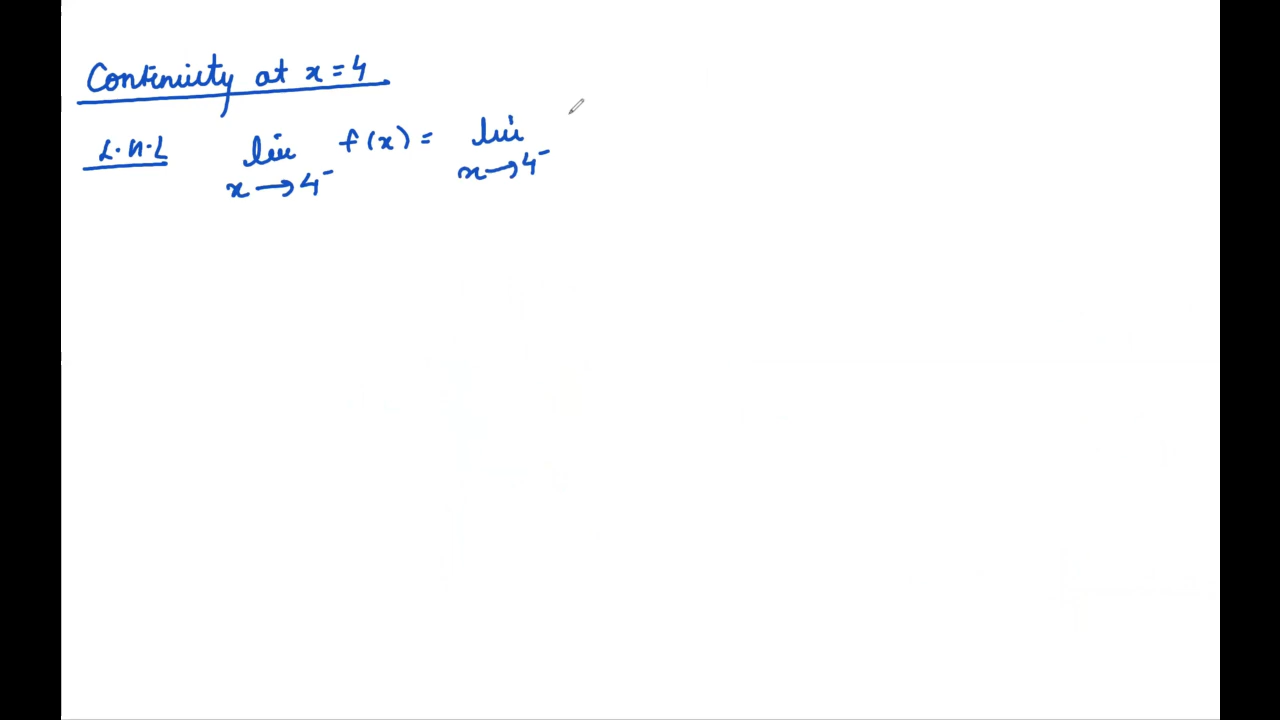 Continuity at x = 4
L.H.L lim x→4⁻ f(x) = lim x→4⁻